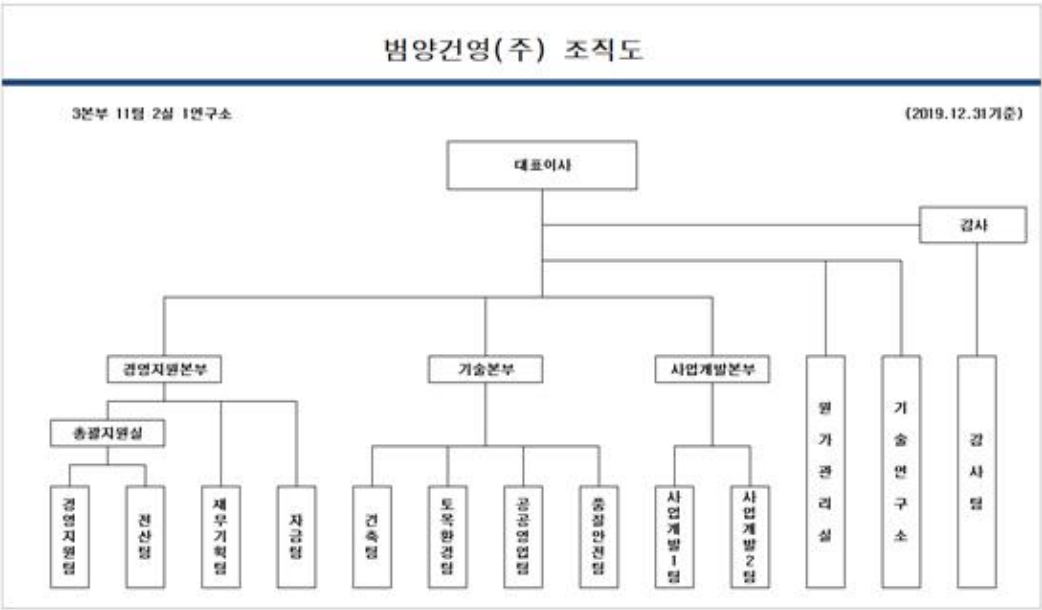 범양건영(주) 조직도
3본부 11팀 2실 1연구소
(2019.12.31기준)
대표이사
감사
경영지원본부
기술본부
사업개발본부
총괄지원실
경영지원팀
전산팀
재무기획팀
자금팀
건축팀
토목환경팀
공공영업팀
품질안전팀
사업개발1팀
사업개발2팀
원가관리실
기술연구소
감사팀